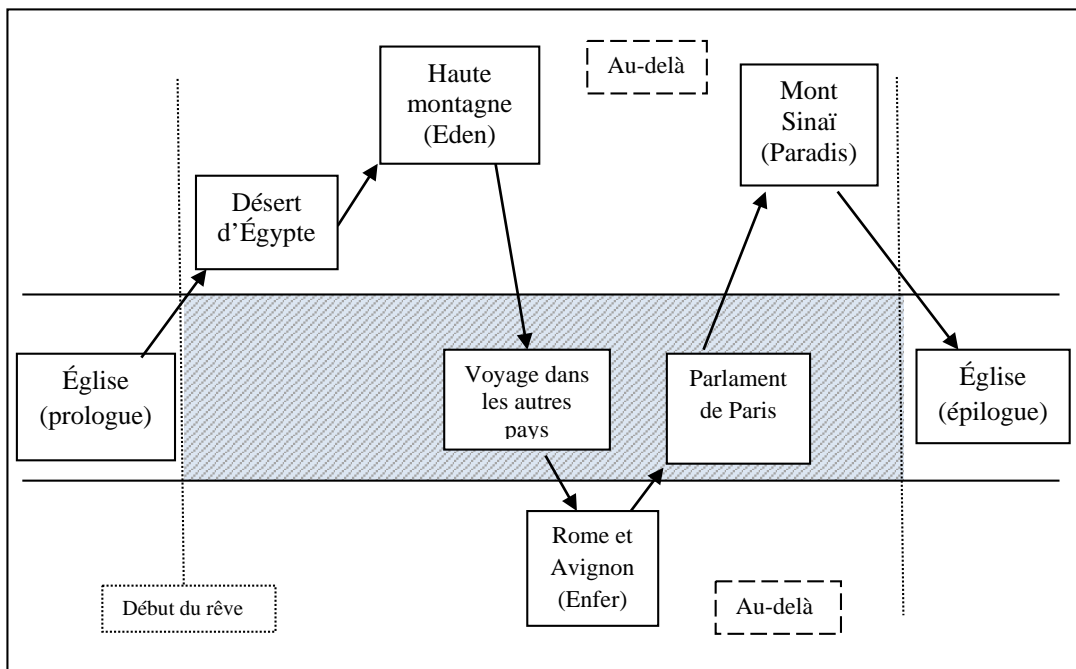 Haute
montagne
(Eden)
Au-delà
Mont
Sinaï
(Paradis)
Désert
d’Égypte
Église
(prologue)
Voyage dans
les autres
pays
Parlament
de Paris
Église
(épilogue)
Rome et
Avignon
(Enfer)
Début du rêve
Au-delà